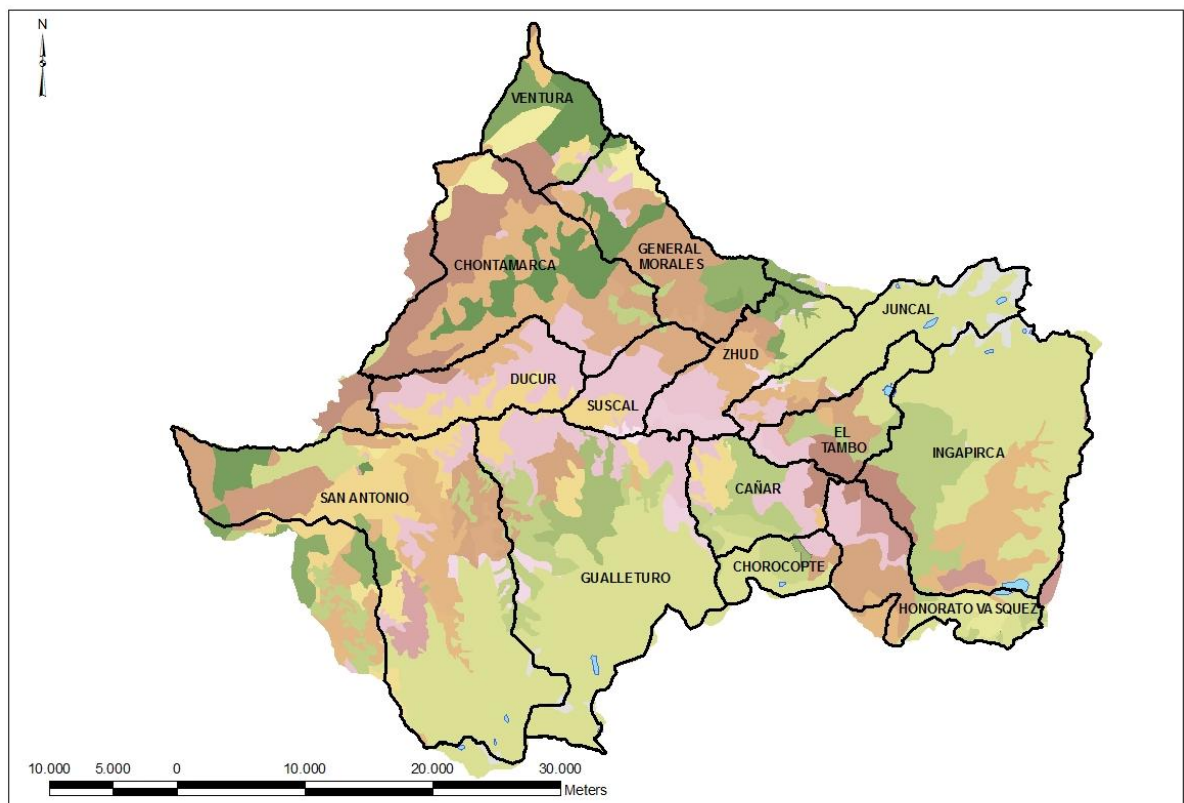 N
VENTURA
GENERAL
MORALES
CHONTAMARCA
JUNCAL
ZHUD
DUCUR
SUSCAL
EL
TAMBO
INGAPIRCA
CAÑAR
SAN ANTONIO
CHOROCOPTE
GUALLETURO
HONORATO VASQUEZ
10.000 5.000 0 10.000 20.000 30.000
Meters